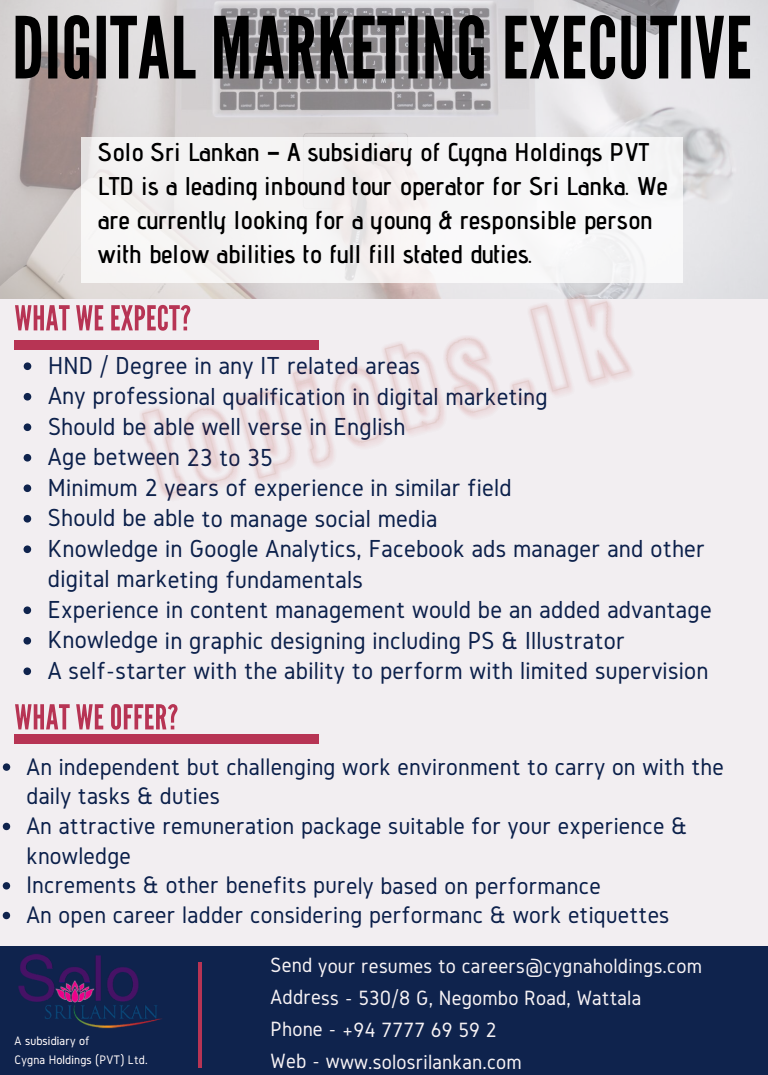 DIGITAL MARKETING EXECUTIVE
Solo Sri Lankan – A subsidiary of Cygna Holdings PVT
LTD is a leading inbound tour operator for Sri Lanka. We
are currently looking for a young & responsible person
with below abilities to full fill stated duties.
WHAT WE EXPECT?
• HND / Degree in any IT related areas
• Any professional qualification in digital marketing
• Should be able well verse in English
• Age between 23 to 35
• Minimum 2 years of experience in similar field
• Should be able to manage social media
• Knowledge in Google Analytics, Facebook ads manager and other
digital marketing fundamentals
• Experience in content management would be an added advantage
• Knowledge in graphic designing including PS & Illustrator
• A self-starter with the ability to perform with limited supervision
topjobs.lk
WHAT WE OFFER?
• An independent but challenging work environment to carry on with the
daily tasks & duties
• An attractive remuneration package suitable for your experience &
knowledge
• Increments & other benefits purely based on performance
• An open career ladder considering performanc & work etiquettes
Solo
SRI LANKAN
A subsidiary of
Cygna Holdings (PVT) Ltd.
Send your resumes to careers@cygnaholdings.com
Address - 530/8 G, Negombo Road, Wattala
Phone - +94 7777 69 59 2
Web - www.solosrilankan.com